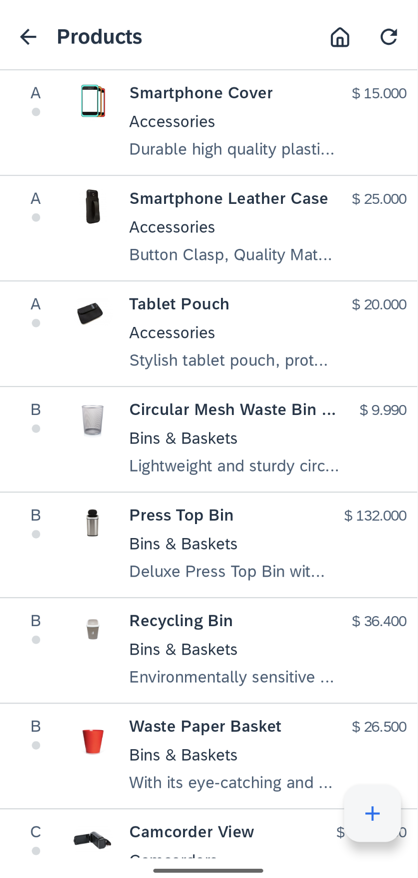 Products
A
Smartphone Cover
$ 15.000
Accessories
Durable high quality plasti...
A
Smartphone Leather Case
$ 25.000
Accessories
Button Clasp, Quality Mat...
A
Tablet Pouch
$ 20.000
Accessories
Stylish tablet pouch, prot...
B
Circular Mesh Waste Bin ...
$ 9.990
Bins & Baskets
Lightweight and sturdy circ...
B
Press Top Bin
$ 132.000
Bins & Baskets
Deluxe Press Top Bin wit...
B
Recycling Bin
$ 36.400
Bins & Baskets
Environmentally sensitive ...
B
Waste Paper Basket
$ 26.500
Bins & Baskets
With its eye-catching and ...
C
Camcorder View
$